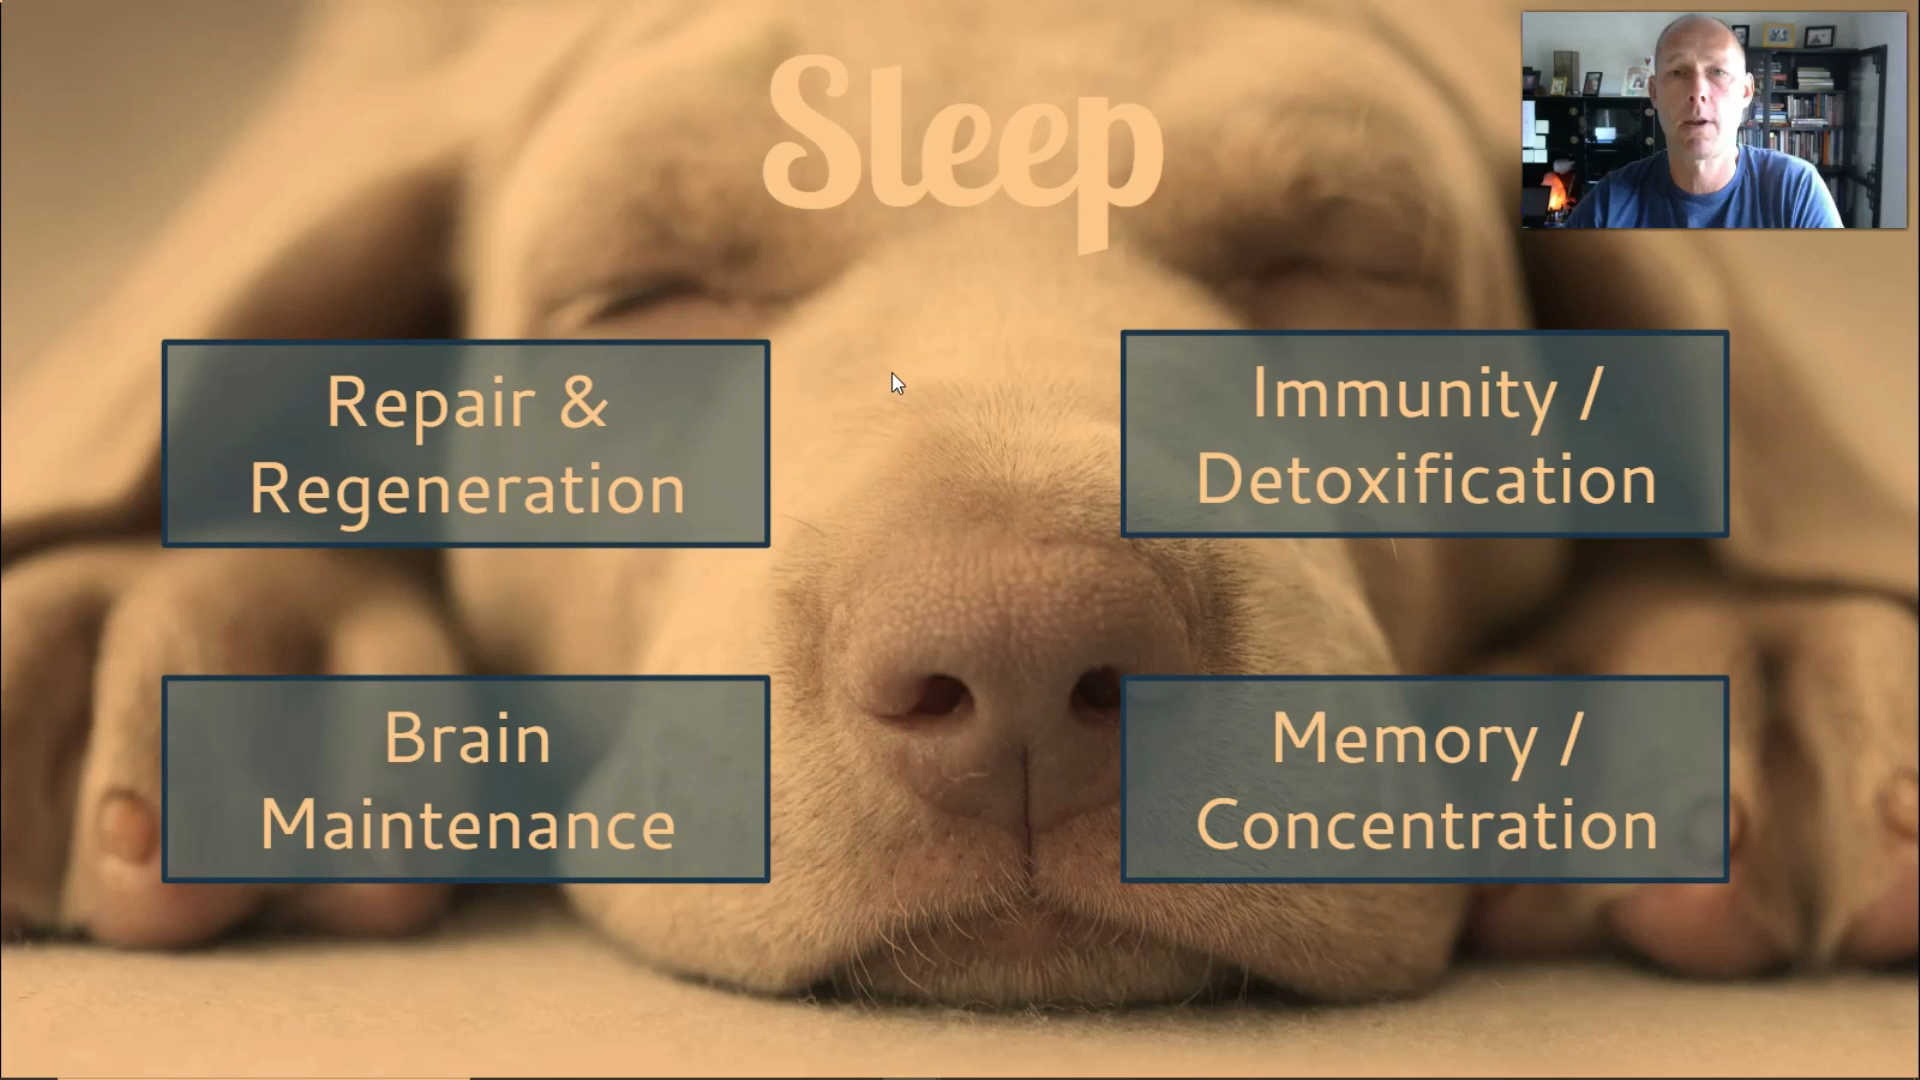 Sleep
Repair &
Regeneration
Immunity /
Detoxification
Brain
Maintenance
Memory /
Concentration